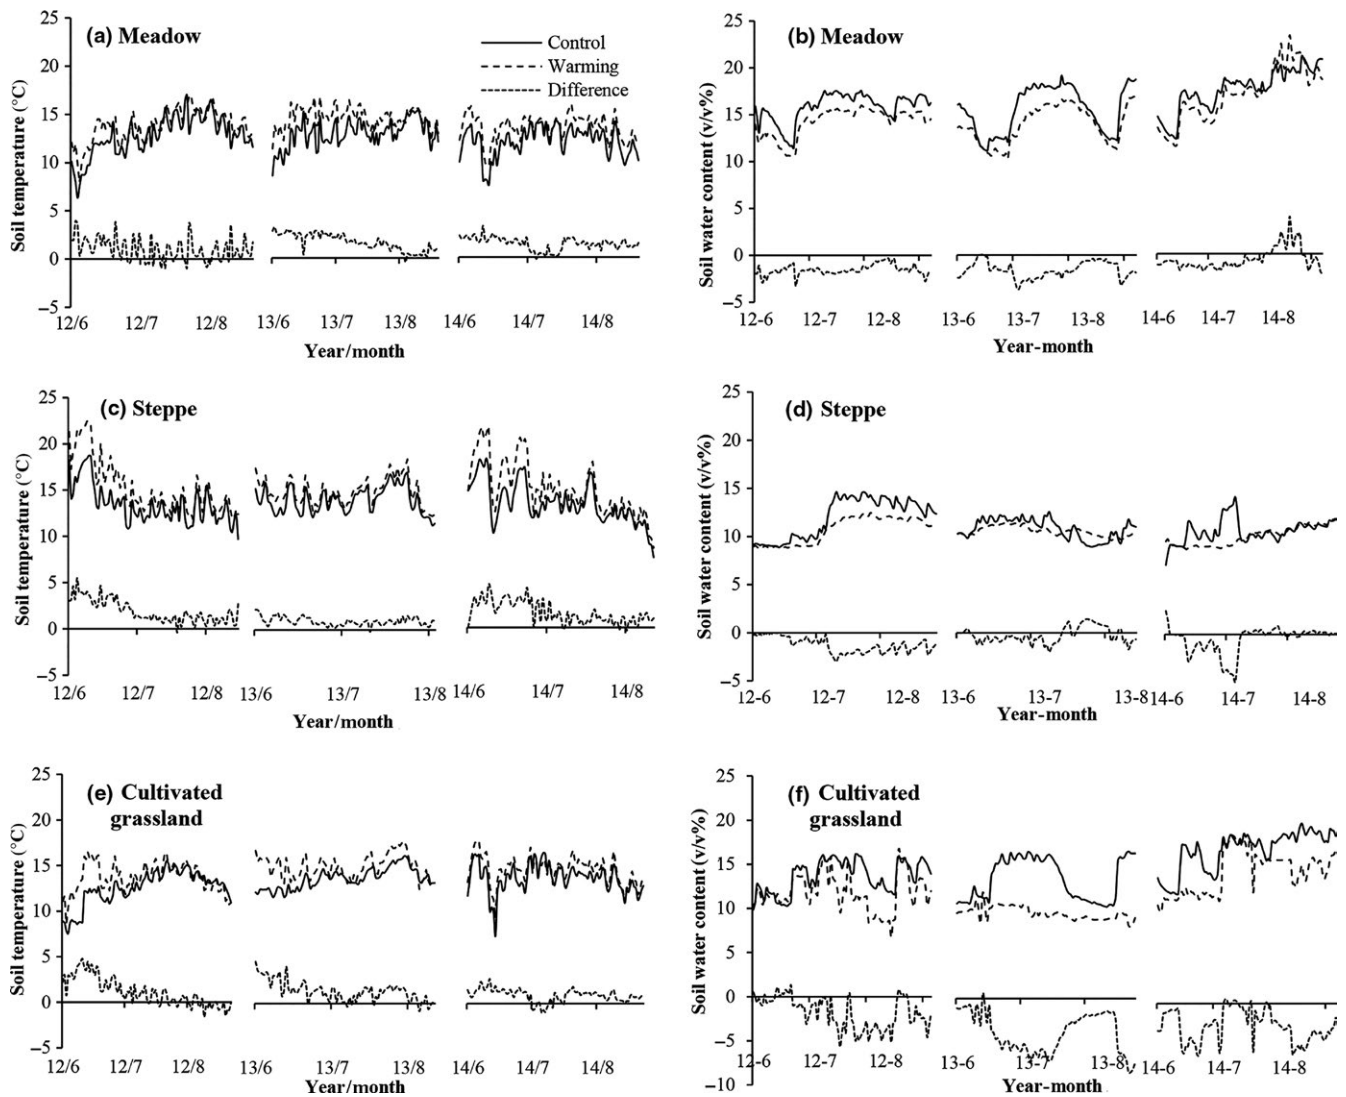 (a) Meadow
Control
Warming
Difference
Soil temperature (°C)
25
20
15
10
5
0
–5
12/6 12/7 12/8 13/6 13/7 13/8 14/6 14/7 14/8
Year/month
(b) Meadow
Soil water content (v/v%)
25
20
15
10
5
0
–5
12-6 12-7 12-8 13-6 13-7 13-8 14-6 14-7 14-8
Year-month
(c) Steppe
Soil temperature (°C)
25
20
15
10
5
0
–5
12/6 12/7 12/8 13/6 13/7 13/8 14/6 14/7 14/8
Year/month
(d) Steppe
Soil water content (v/v%)
25
20
15
10
5
0
–5
12-6 12-7 12-8 13-6 13-7 13-8 14-6 14-7 14-8
Year-month
(e) Cultivated
grassland
Soil temperature (°C)
25
20
15
10
5
0
–5
12/6 12/7 12/8 13/6 13/7 13/8 14/6 14/7 14/8
Year/month
(f) Cultivated
grassland
Soil water content (v/v%)
25
20
15
10
5
0
–5
–10
12-6 12-7 12-8 13-6 13-7 13-8 14-6 14-7 14-8
Year-month